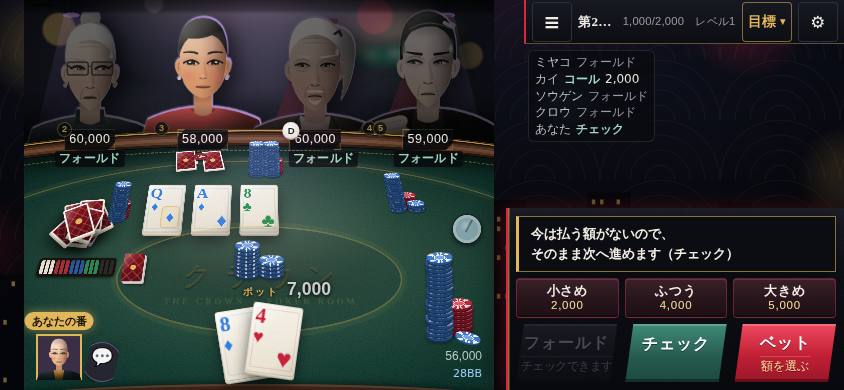 第2… 1,000/2,000 レベル1 目標▼
ミヤコ フォールド
カイ コール 2,000
ソウゲン フォールド
クロウ フォールド
あなた チェック
2 3 D 4 5
60,000 58,000 60,000 59,000
フォールド フォールド フォールド
Q A 8
ポット 7,000
THE CROWN POKER ROOM
8 4
あなたの番
56,000
28BB
今は払う額がないので、
そのまま次へ進めます（チェック）
小さめ ふつう 大きめ
2,000 4,000 5,000
フォールド チェック ベット
チェックできます 額を選ぶ